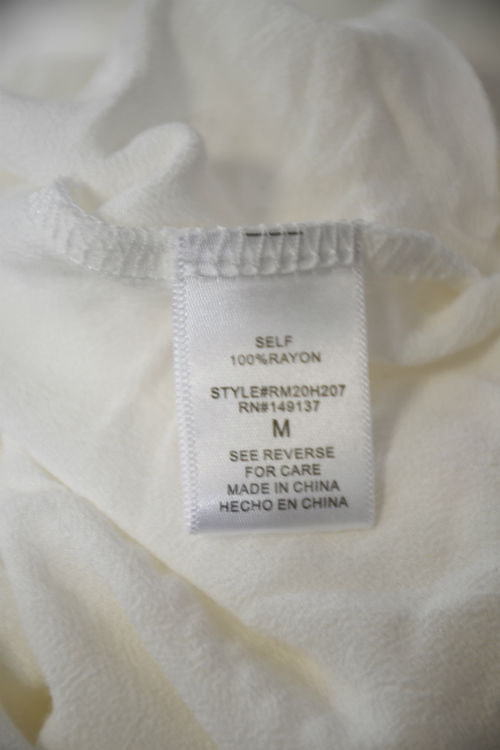 SELF
100%RAYON
STYLE#RM20H207
RN#149137
M
SEE REVERSE
FOR CARE
MADE IN CHINA
HECHO EN CHINA